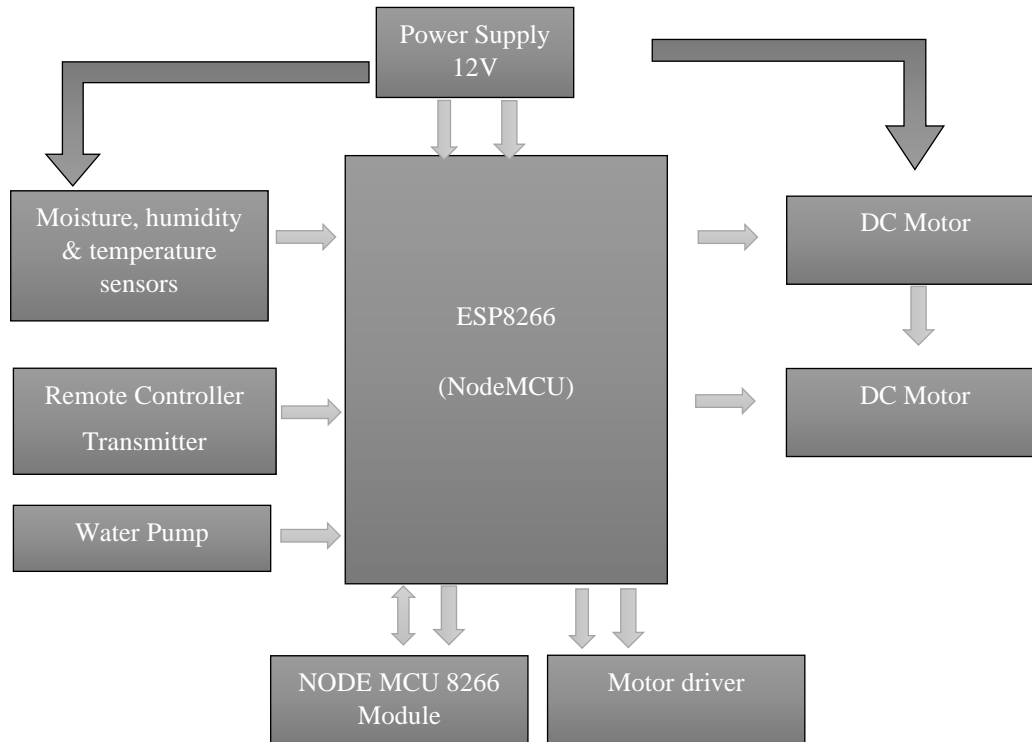 Power Supply
12V
Moisture, humidity
& temperature
sensors
DC Motor
ESP8266
(NodeMCU)
Remote Controller
Transmitter
DC Motor
Water Pump
NODE MCU 8266
Module
Motor driver